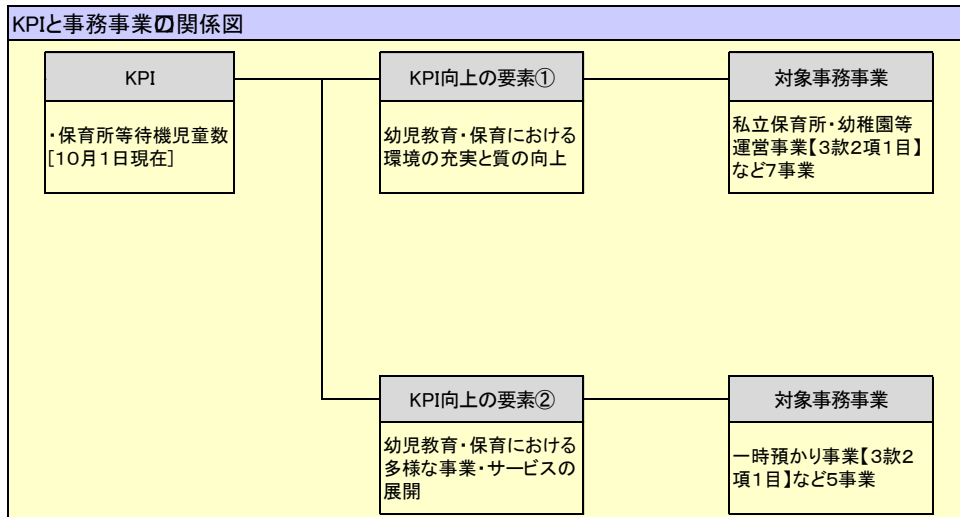 KPIと事務事業の関係図
KPI
・保育所等待機児童数
[10月1日現在]
KPI向上の要素①
幼児教育・保育における
環境の充実と質の向上
対象事務事業
私立保育所・幼稚園等
運営事業【3款2項1目】
など7事業
KPI向上の要素②
幼児教育・保育における
多様な事業・サービスの
展開
対象事務事業
一時預かり事業【3款2
項1目】など5事業